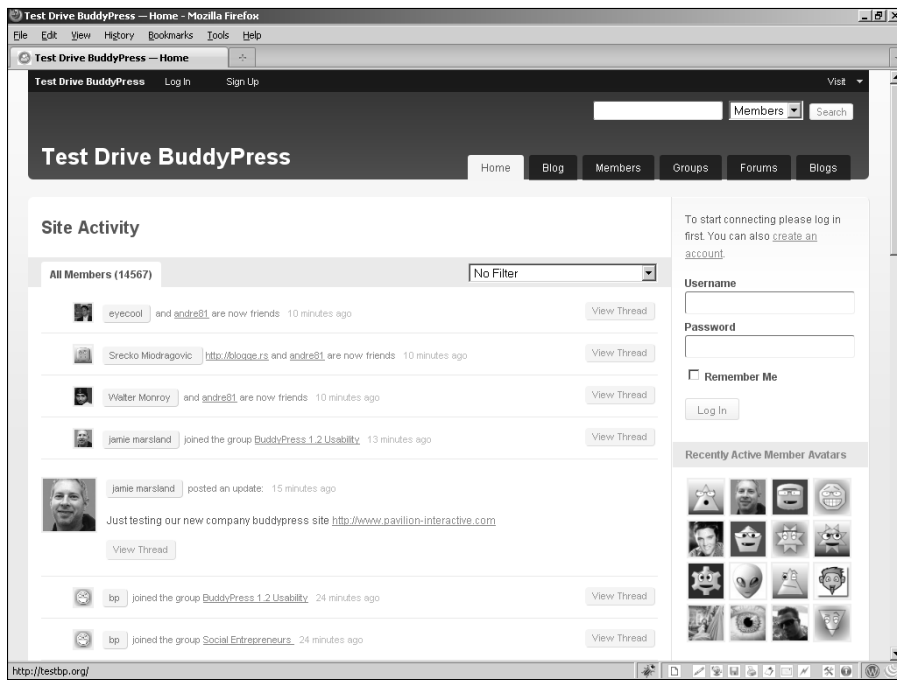 Test Drive BuddyPress — Home - Mozilla Firefox
File Edit View History Bookmarks Tools Help
Test Drive BuddyPress — Home
Test Drive BuddyPress Log In Sign Up Visit
Members Search
Test Drive BuddyPress
Home Blog Members Groups Forums Blogs
Site Activity
All Members (14567) No Filter
eyecool and andre81 are now friends 10 minutes ago View Thread
Srecko Miodragovic http://blogge.rs and andre81 are now friends 10 minutes ago View Thread
Walter Monroy and andre81 are now friends 10 minutes ago View Thread
jamie marsland joined the group BuddyPress 1.2 Usability 13 minutes ago View Thread
jamie marsland posted an update: 15 minutes ago
Just testing our new company buddypress site http://www.pavilion-interactive.com
View Thread
bp joined the group BuddyPress 1.2 Usability 24 minutes ago View Thread
bp joined the group Social Entrepreneurs 24 minutes ago View Thread
To start connecting please log in
first. You can also create an
account.
Username
Password
Remember Me
Log In
Recently Active Member Avatars
http://testbp.org/